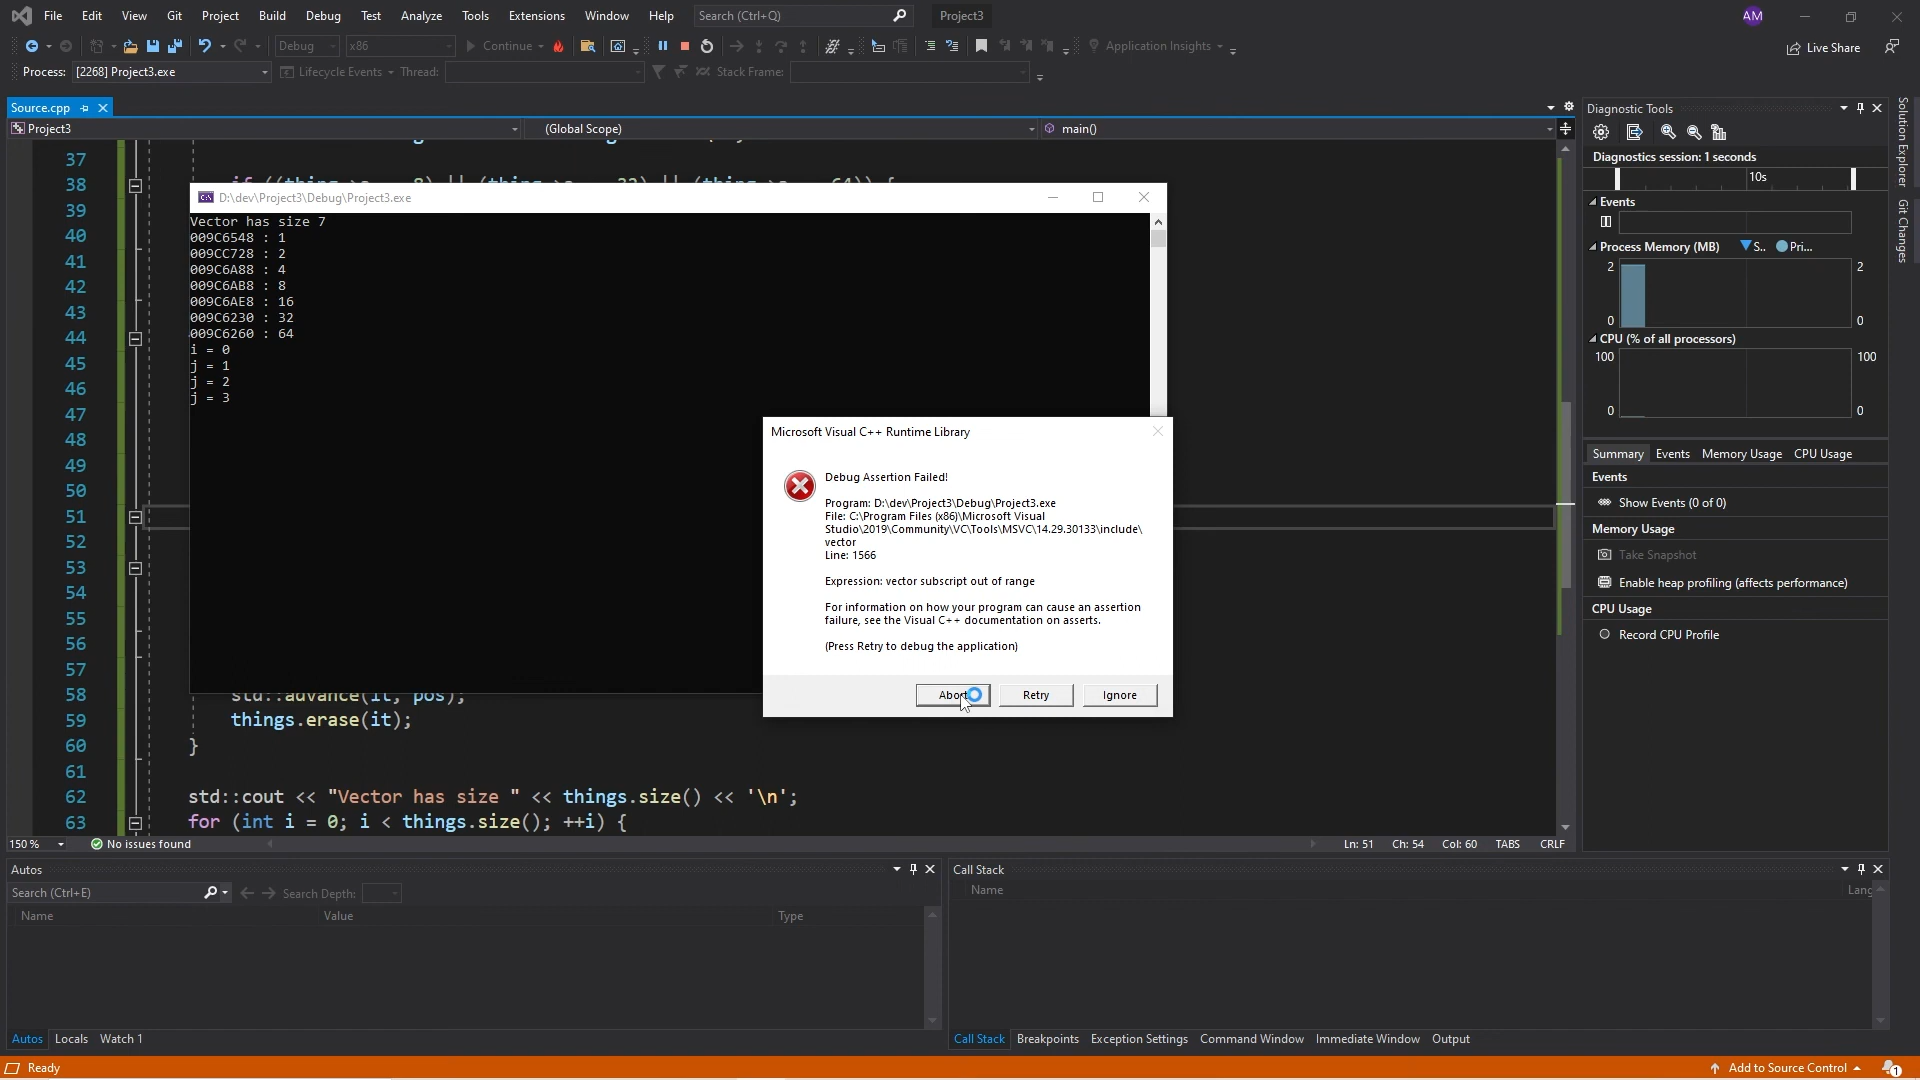 File Edit View Git Project Build Debug Test Analyze Tools Extensions Window Help Search (Ctrl+Q) Project3 AM
Debug x86 Continue Application Insights Live Share
Process: [2268] Project3.exe Lifecycle Events Thread: Stack Frame:
Source.cpp
Project3 (Global Scope) main()
37
38
39
40
41
42
43
44
45
46
47
48
49
50
51
52
53
54
55
56
57
58 std::advance(it, pos);
59 things.erase(it);
60 }
61
62 std::cout << "Vector has size " << things.size() << '\n';
63 for (int i = 0; i < things.size(); ++i) {
D:\dev\Project3\Debug\Project3.exe
Vector has size 7
009C6548 : 1
009CC728 : 2
009C6A88 : 4
009C6AB8 : 8
009C6AE8 : 16
009C6230 : 32
009C6260 : 64
i = 0
j = 1
j = 2
j = 3
Microsoft Visual C++ Runtime Library
Debug Assertion Failed!
Program: D:\dev\Project3\Debug\Project3.exe
File: C:\Program Files (x86)\Microsoft Visual
Studio\2019\Community\VC\Tools\MSVC\14.29.30133\include\
vector
Line: 1566
Expression: vector subscript out of range
For information on how your program can cause an assertion
failure, see the Visual C++ documentation on asserts.
(Press Retry to debug the application)
Abort Retry Ignore
150 % No issues found Ln: 51 Ch: 54 Col: 60 TABS CRLF
Diagnostic Tools
Diagnostics session: 1 seconds
10s
Events
Process Memory (MB) S.. Pri...
2 2
0 0
CPU (% of all processors)
100 100
0 0
Summary Events Memory Usage CPU Usage
Events
Show Events (0 of 0)
Memory Usage
Take Snapshot
Enable heap profiling (affects performance)
CPU Usage
Record CPU Profile
Solution Explorer
Git Changes
Autos
Search (Ctrl+E) Search Depth:
Name Value Type
Autos Locals Watch 1
Call Stack
Name Lang
Call Stack Breakpoints Exception Settings Command Window Immediate Window Output
Ready Add to Source Control 1